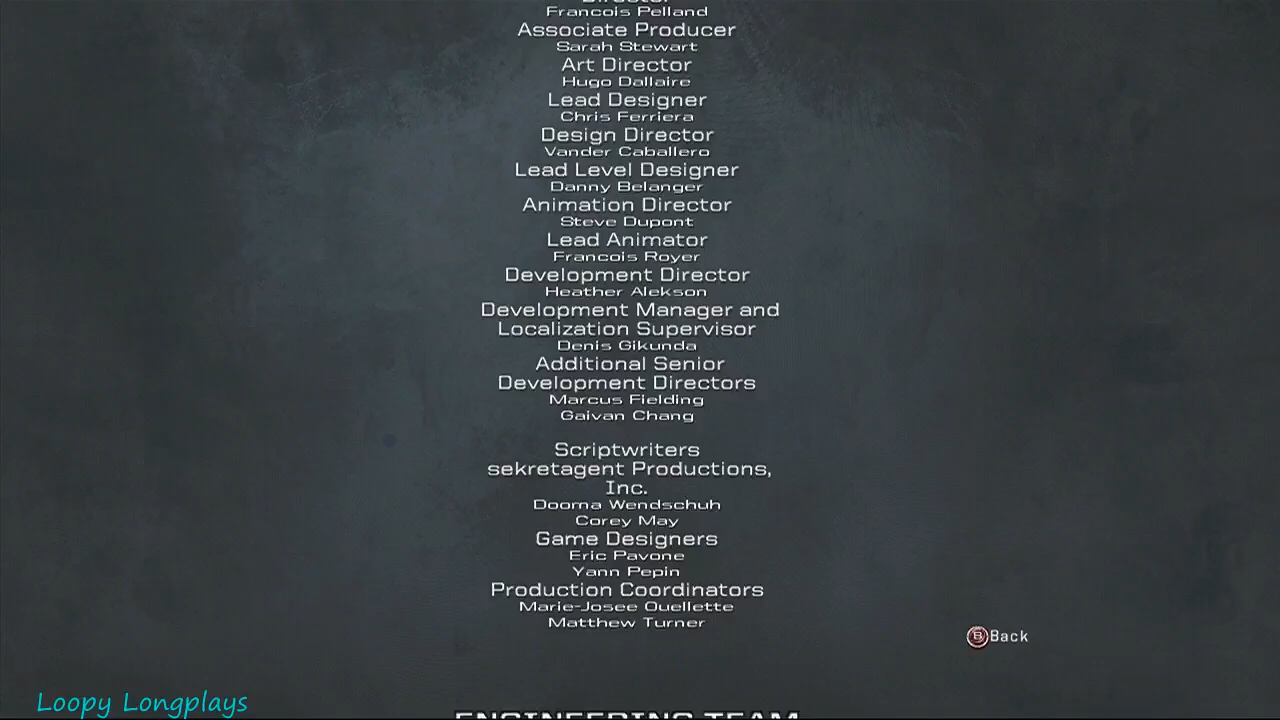 Director
Francois Pelland
Associate Producer
Sarah Stewart
Art Director
Hugo Dallaire
Lead Designer
Chris Ferriera
Design Director
Vander Caballero
Lead Level Designer
Danny Belanger
Animation Director
Steve Dupont
Lead Animator
Francois Royer
Development Director
Heather Alekson
Development Manager and
Localization Supervisor
Denis Gikunda
Additional Senior
Development Directors
Marcus Fielding
Gaivan Chang
Scriptwriters
sekretagent Productions,
Inc.
Dooma Wendschuh
Corey May
Game Designers
Eric Pavone
Yann Pepin
Production Coordinators
Marie-Josee Ouellette
Matthew Turner
B Back
Loopy Longplays
ENGINEERING TEAM